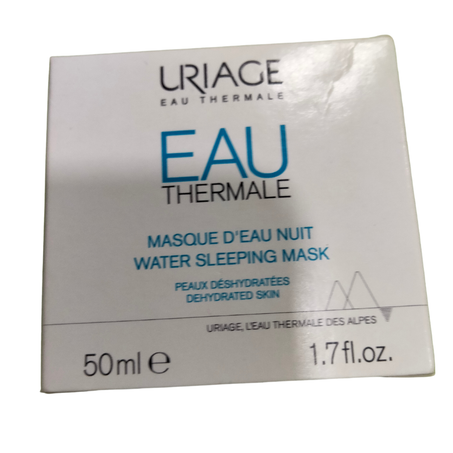 URIAGE
EAU THERMALE
EAU
THERMALE
MASQUE D'EAU NUIT
WATER SLEEPING MASK
PEAUX DÉSHYDRATÉES
DEHYDRATED SKIN
URIAGE, L'EAU THERMALE DES ALPES
50ml ℮ 1.7fl.oz.